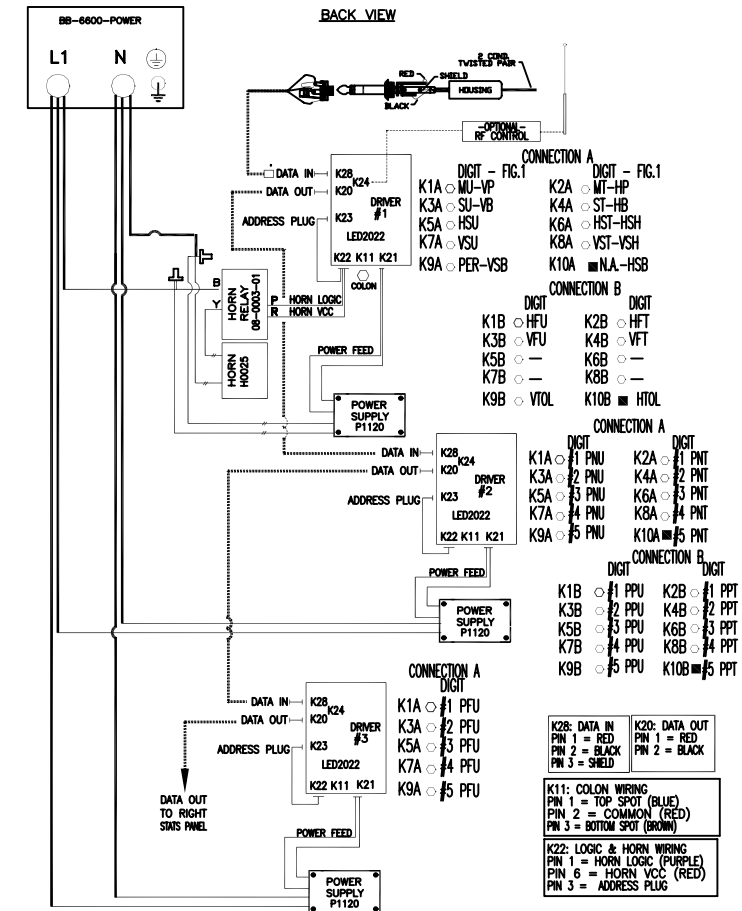 BACK VIEW
BB-6600-POWER
L1 N
2 COND.
TWISTED PAIR
RED
SHIELD
HOUSING
BLACK
-OPTIONAL-
RF CONTROL
DATA IN K28
K24
DATA OUT K20
DRIVER
#1
ADDRESS PLUG K23
LED2022
K22 K11 K21
COLON
CONNECTION A
DIGIT - FIG.1 DIGIT - FIG.1
K1A MU-VP K2A MT-HP
K3A SU-VB K4A ST-HB
K5A HSU K6A HST-HSH
K7A VSU K8A VST-VSH
K9A PER-VSB K10A N.A.-HSB
CONNECTION B
DIGIT DIGIT
K1B HFU K2B HFT
K3B VFU K4B VFT
K5B — K6B —
K7B — K8B —
K9B VTOL K10B HTOL
B
Y
HORN
RELAY
08-0003-01
P HORN LOGIC
R HORN VCC
HORN
H0025
POWER FEED
POWER
SUPPLY
P1120
DATA IN K28
K24
DATA OUT K20
DRIVER
#2
ADDRESS PLUG K23
LED2022
K22 K11 K21
POWER FEED
POWER
SUPPLY
P1120
CONNECTION A
DIGIT DIGIT
K1A #1 PNU K2A #1 PNT
K3A #2 PNU K4A #2 PNT
K5A #3 PNU K6A #3 PNT
K7A #4 PNU K8A #4 PNT
K9A #5 PNU K10A #5 PNT
CONNECTION B
DIGIT DIGIT
K1B #1 PPU K2B #1 PPT
K3B #2 PPU K4B #2 PPT
K5B #3 PPU K6B #3 PPT
K7B #4 PPU K8B #4 PPT
K9B #5 PPU K10B #5 PPT
DATA IN K28
K24
DATA OUT K20
DRIVER
#3
ADDRESS PLUG K23
LED2022
K22 K11 K21
POWER FEED
POWER
SUPPLY
P1120
DATA OUT
TO RIGHT
STATS PANEL
CONNECTION A
DIGIT
K1A #1 PFU
K3A #2 PFU
K5A #3 PFU
K7A #4 PFU
K9A #5 PFU
K28: DATA IN
PIN 1 = RED
PIN 2 = BLACK
PIN 3 = SHIELD
K20: DATA OUT
PIN 1 = RED
PIN 2 = BLACK
K11: COLON WIRING
PIN 1 = TOP SPOT (BLUE)
PIN 2 = COMMON (RED)
PIN 3 = BOTTOM SPOT (BROWN)
K22: LOGIC & HORN WIRING
PIN 1 = HORN LOGIC (PURPLE)
PIN 6 = HORN VCC (RED)
PIN 3 = ADDRESS PLUG